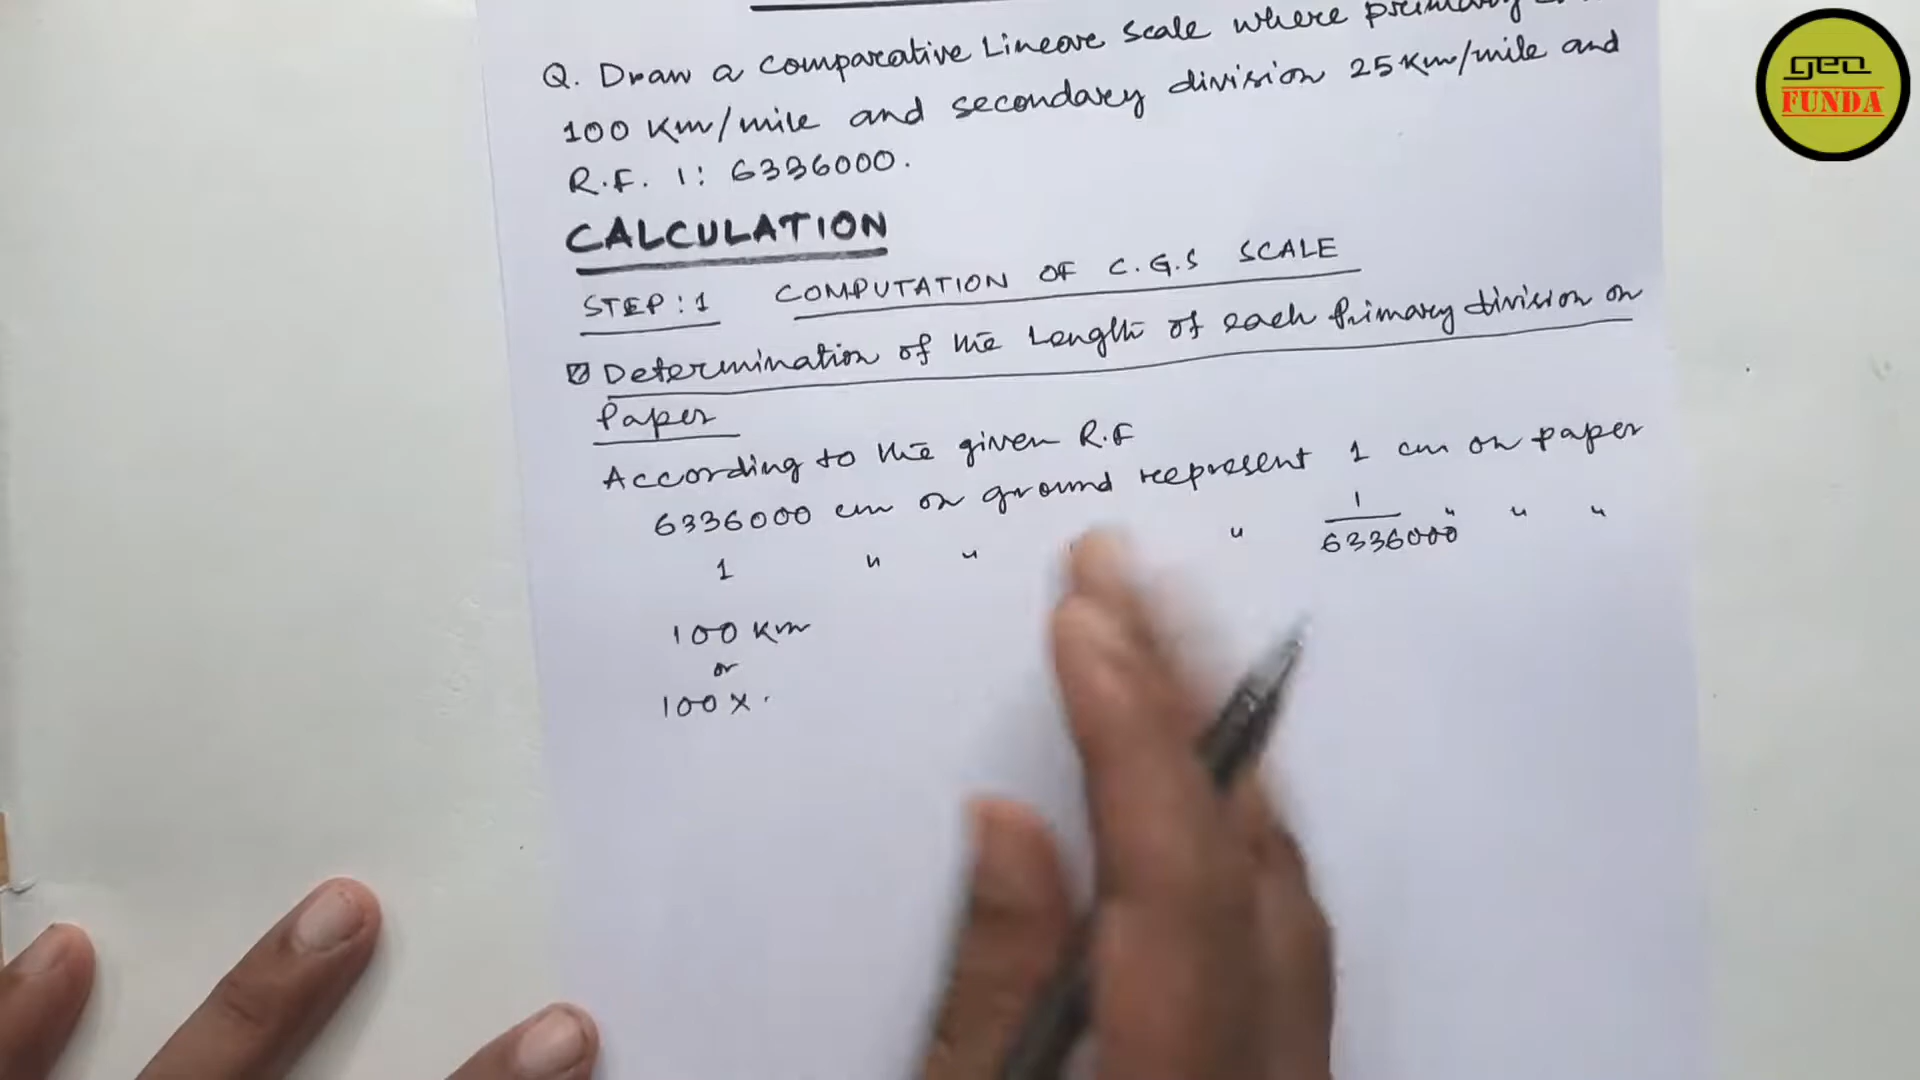 Q. Draw a comparative Lineare scale where primary
100 Km/mile and secondary division 25 Km/mile and
R.F. 1: 6336000.
CALCULATION
STEP:1 COMPUTATION OF C.G.S SCALE
Determination of the Length of each Primary division on
Paper
According to the given R.F
6336000 cm on ground reepresent 1 cm on paper
1 " " " 1/6336000 " " "
100 Km
or
100 X
geo
FUNDA